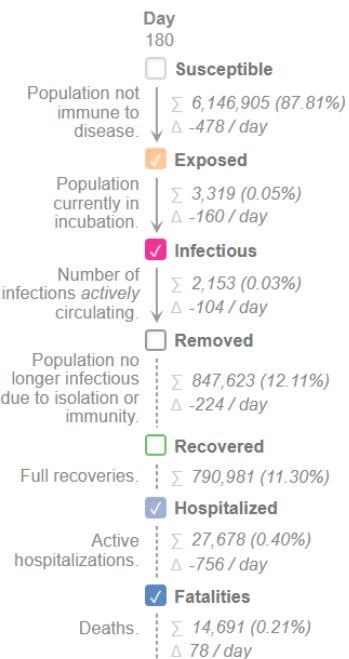 Day
180
Susceptible
Population not
immune to
disease.
∑ 6,146,905 (87.81%)
Δ -478 / day
Exposed
Population
currently in
incubation.
∑ 3,319 (0.05%)
Δ -160 / day
Infectious
Number of
infections actively
circulating.
∑ 2,153 (0.03%)
Δ -104 / day
Removed
Population no
longer infectious
due to isolation or
immunity.
∑ 847,623 (12.11%)
Δ -224 / day
Recovered
Full recoveries.
∑ 790,981 (11.30%)
Hospitalized
Active
hospitalizations.
∑ 27,678 (0.40%)
Δ -756 / day
Fatalities
Deaths.
∑ 14,691 (0.21%)
Δ 78 / day